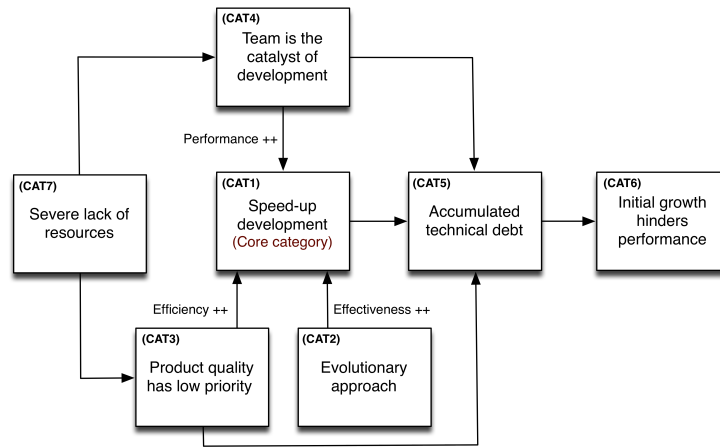 (CAT4)
Team is the
catalyst of
development
Performance ++
(CAT7)
Severe lack of
resources
(CAT1)
Speed-up
development
(Core category)
(CAT5)
Accumulated
technical debt
(CAT6)
Initial growth
hinders
performance
Efficiency ++
Effectiveness ++
(CAT3)
Product quality
has low priority
(CAT2)
Evolutionary
approach